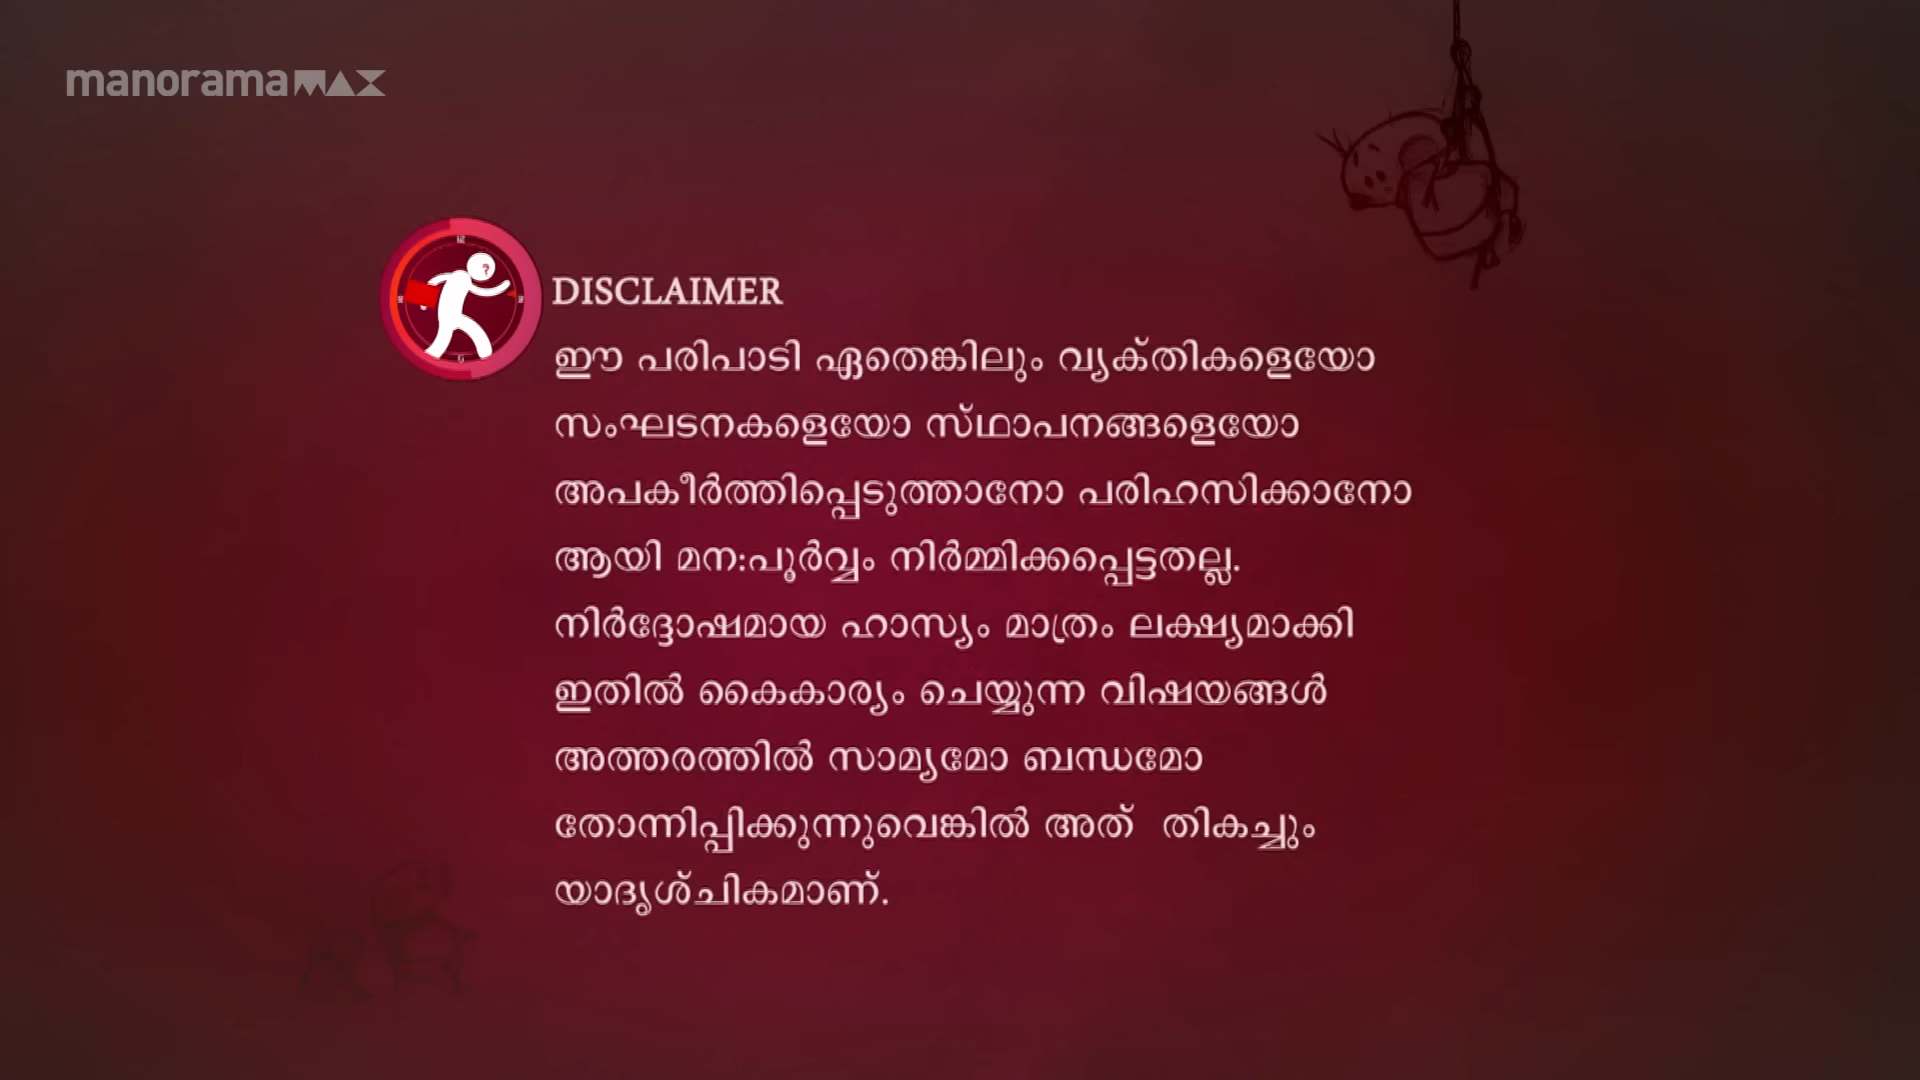 manoramaMAX
DISCLAIMER
ഈ പരിപാടി ഏതെങ്കിലും വ്യക്‌തികളെയോ
സംഘടനകളെയോ സ്‌ഥാപനങ്ങളെയോ
അപകീർത്തിപ്പെടുത്താനോ പരിഹസിക്കാനോ
ആയി മന:പൂർവ്വം നിർമ്മിക്കപ്പെട്ടതല്ല.
നിർദ്ദോഷമായ ഹാസ്യം മാത്രം ലക്ഷ്യമാക്കി
ഇതിൽ കൈകാര്യം ചെയ്യുന്ന വിഷയങ്ങൾ
അത്തരത്തിൽ സാമ്യമോ ബന്ധമോ
തോന്നിപ്പിക്കുന്നുവെങ്കിൽ അത് തികച്ചും
യാദൃശ്ചികമാണ്.